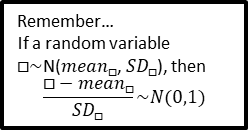 Remember...
If a random variable
□~N(mean□, SD□), then
□ − mean□
SD□
~N(0,1)